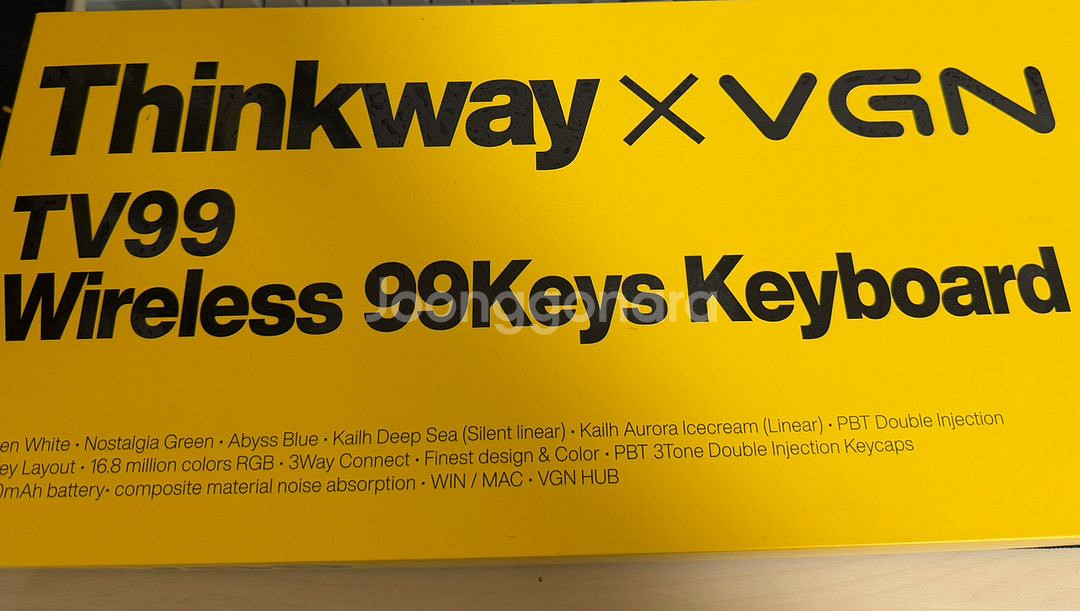 Thinkway × VGN
TV99
Wireless 99Keys Keyboard
Joonggonara
White · Nostalgia Green · Abyss Blue · Kailh Deep Sea (Silent linear) · Kailh Aurora Icecream (Linear) · PBT Double Injection
Layout · 16.8 million colors RGB · 3Way Connect · Finest design & Color · PBT 3Tone Double Injection Keycaps
battery· composite material noise absorption · WIN / MAC · VGN HUB